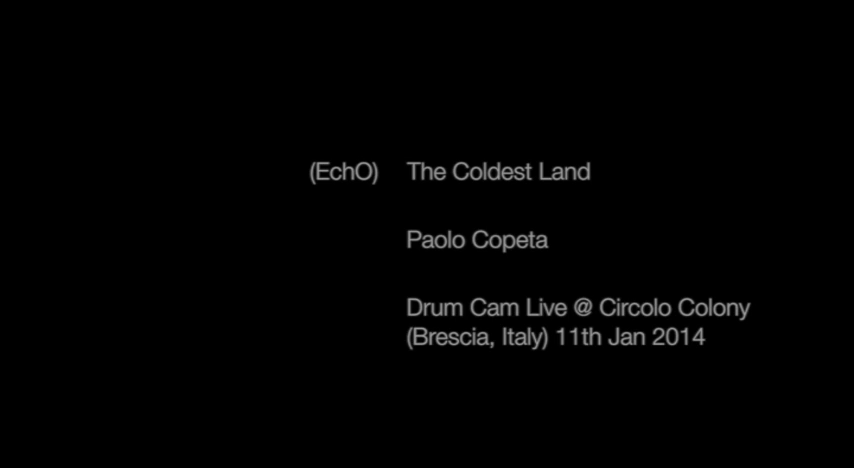 (EchO) The Coldest Land
Paolo Copeta
Drum Cam Live @ Circolo Colony
(Brescia, Italy) 11th Jan 2014